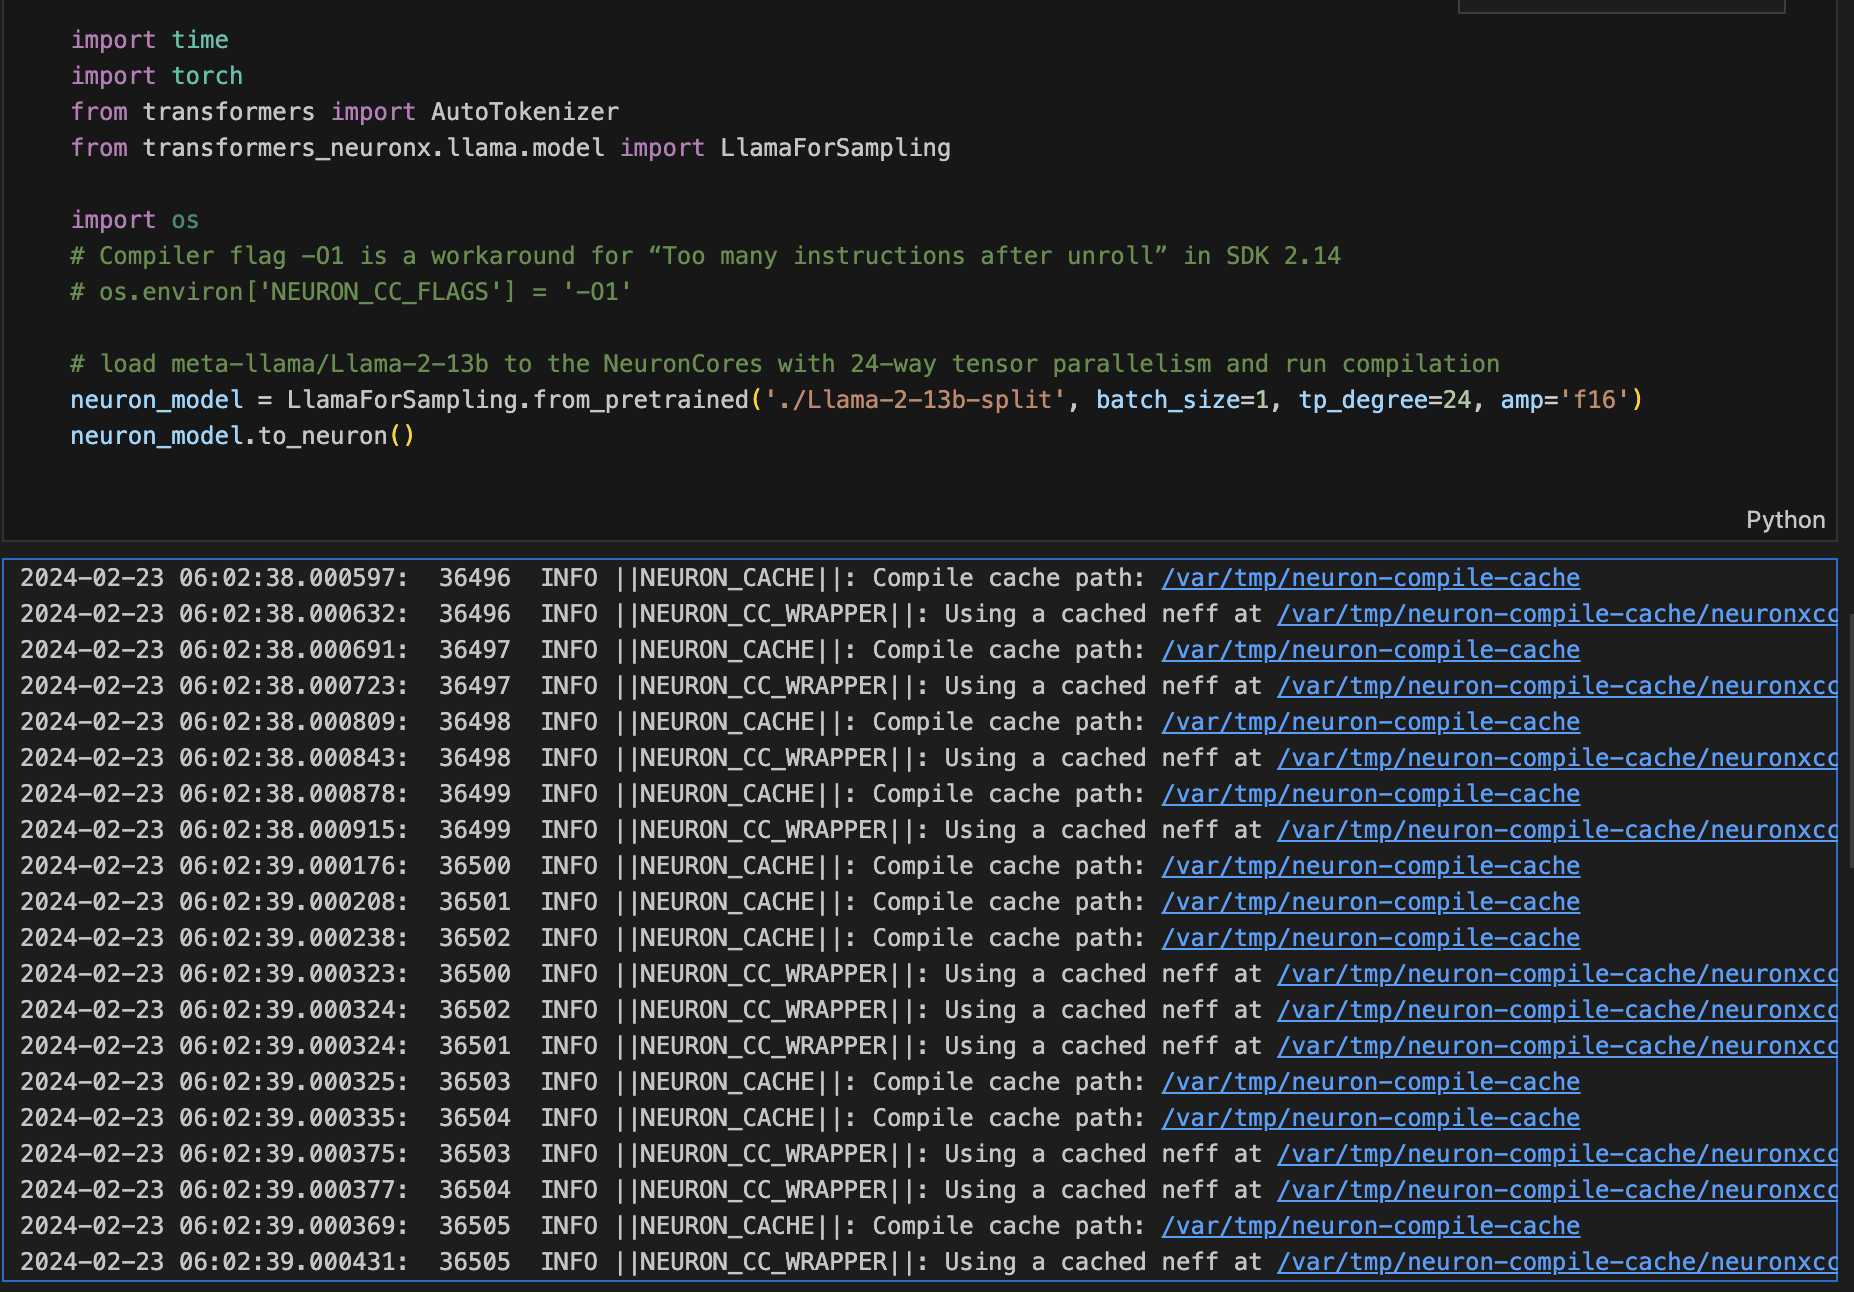 import time
import torch
from transformers import AutoTokenizer
from transformers_neuronx.llama.model import LlamaForSampling
import os
# Compiler flag -O1 is a workaround for “Too many instructions after unroll” in SDK 2.14
# os.environ['NEURON_CC_FLAGS'] = '-O1'
# load meta-llama/Llama-2-13b to the NeuronCores with 24-way tensor parallelism and run compilation
neuron_model = LlamaForSampling.from_pretrained('./Llama-2-13b-split', batch_size=1, tp_degree=24, amp='f16')
neuron_model.to_neuron()
Python
2024-02-23 06:02:38.000597:  36496  INFO ||NEURON_CACHE||: Compile cache path: /var/tmp/neuron-compile-cache
2024-02-23 06:02:38.000632:  36496  INFO ||NEURON_CC_WRAPPER||: Using a cached neff at /var/tmp/neuron-compile-cache/neuronxcc
2024-02-23 06:02:38.000691:  36497  INFO ||NEURON_CACHE||: Compile cache path: /var/tmp/neuron-compile-cache
2024-02-23 06:02:38.000723:  36497  INFO ||NEURON_CC_WRAPPER||: Using a cached neff at /var/tmp/neuron-compile-cache/neuronxcc
2024-02-23 06:02:38.000809:  36498  INFO ||NEURON_CACHE||: Compile cache path: /var/tmp/neuron-compile-cache
2024-02-23 06:02:38.000843:  36498  INFO ||NEURON_CC_WRAPPER||: Using a cached neff at /var/tmp/neuron-compile-cache/neuronxcc
2024-02-23 06:02:38.000878:  36499  INFO ||NEURON_CACHE||: Compile cache path: /var/tmp/neuron-compile-cache
2024-02-23 06:02:38.000915:  36499  INFO ||NEURON_CC_WRAPPER||: Using a cached neff at /var/tmp/neuron-compile-cache/neuronxcc
2024-02-23 06:02:39.000176:  36500  INFO ||NEURON_CACHE||: Compile cache path: /var/tmp/neuron-compile-cache
2024-02-23 06:02:39.000208:  36501  INFO ||NEURON_CACHE||: Compile cache path: /var/tmp/neuron-compile-cache
2024-02-23 06:02:39.000238:  36502  INFO ||NEURON_CACHE||: Compile cache path: /var/tmp/neuron-compile-cache
2024-02-23 06:02:39.000323:  36500  INFO ||NEURON_CC_WRAPPER||: Using a cached neff at /var/tmp/neuron-compile-cache/neuronxcc
2024-02-23 06:02:39.000324:  36502  INFO ||NEURON_CC_WRAPPER||: Using a cached neff at /var/tmp/neuron-compile-cache/neuronxcc
2024-02-23 06:02:39.000324:  36501  INFO ||NEURON_CC_WRAPPER||: Using a cached neff at /var/tmp/neuron-compile-cache/neuronxcc
2024-02-23 06:02:39.000325:  36503  INFO ||NEURON_CACHE||: Compile cache path: /var/tmp/neuron-compile-cache
2024-02-23 06:02:39.000335:  36504  INFO ||NEURON_CACHE||: Compile cache path: /var/tmp/neuron-compile-cache
2024-02-23 06:02:39.000375:  36503  INFO ||NEURON_CC_WRAPPER||: Using a cached neff at /var/tmp/neuron-compile-cache/neuronxcc
2024-02-23 06:02:39.000377:  36504  INFO ||NEURON_CC_WRAPPER||: Using a cached neff at /var/tmp/neuron-compile-cache/neuronxcc
2024-02-23 06:02:39.000369:  36505  INFO ||NEURON_CACHE||: Compile cache path: /var/tmp/neuron-compile-cache
2024-02-23 06:02:39.000431:  36505  INFO ||NEURON_CC_WRAPPER||: Using a cached neff at /var/tmp/neuron-compile-cache/neuronxcc